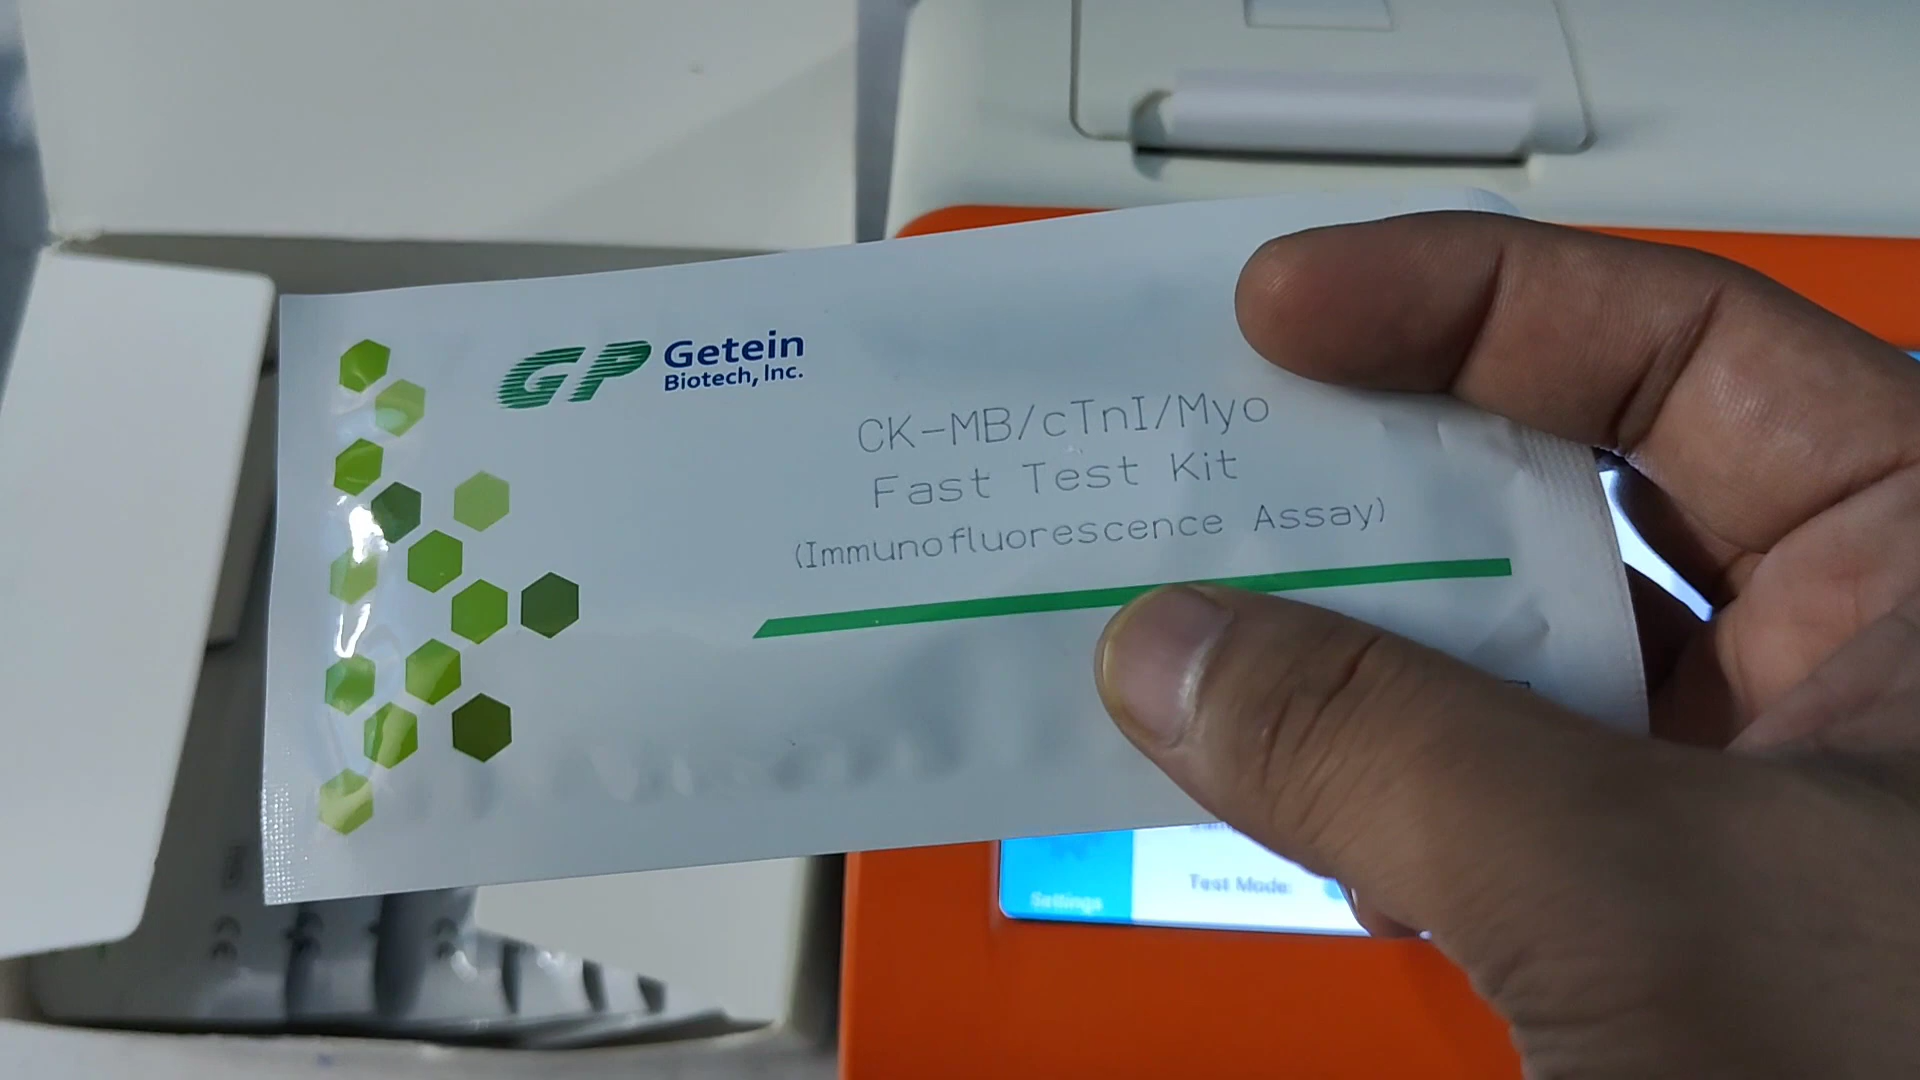 GP Getein
Biotech, Inc.
CK-MB/cTnI/Myo
Fast Test Kit
(Immunofluorescence Assay)
Settings
Test Mode: